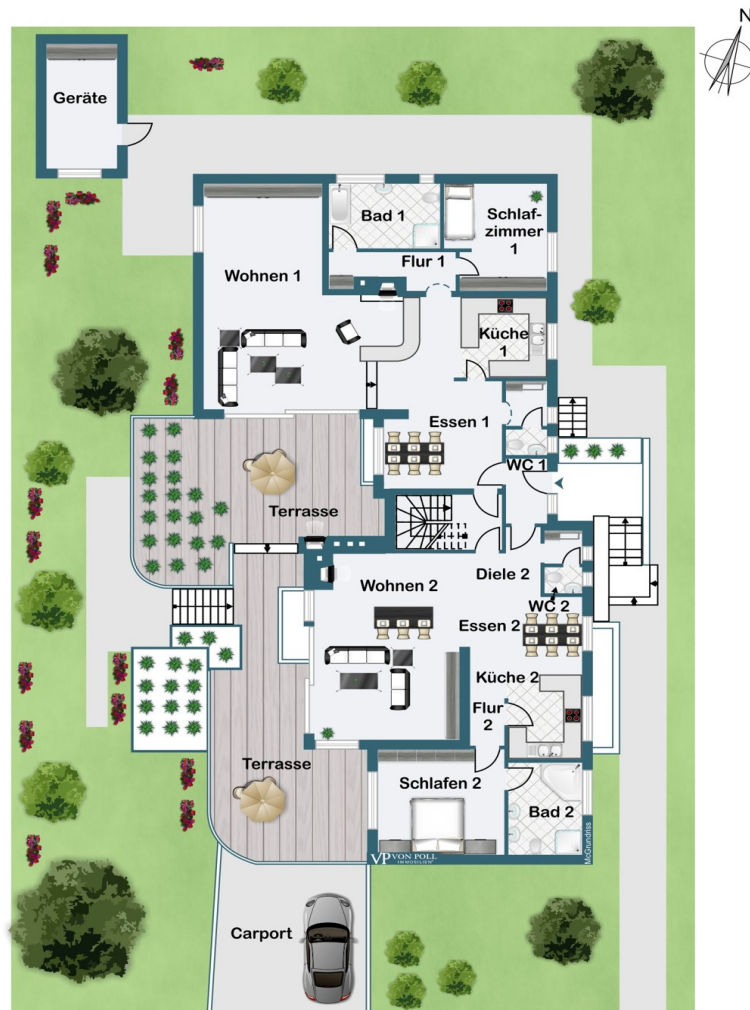 N
Geräte
Bad 1
Schlaf-
zimmer
1
Flur 1
Wohnen 1
Küche
1
Essen 1
WC 1
Terrasse
Wohnen 2
Diele 2
WC 2
Essen 2
Küche 2
Flur
2
Terrasse
Schlafen 2
Bad 2
VP VON POLL
IMMOBILIEN
McGrundriss
Carport